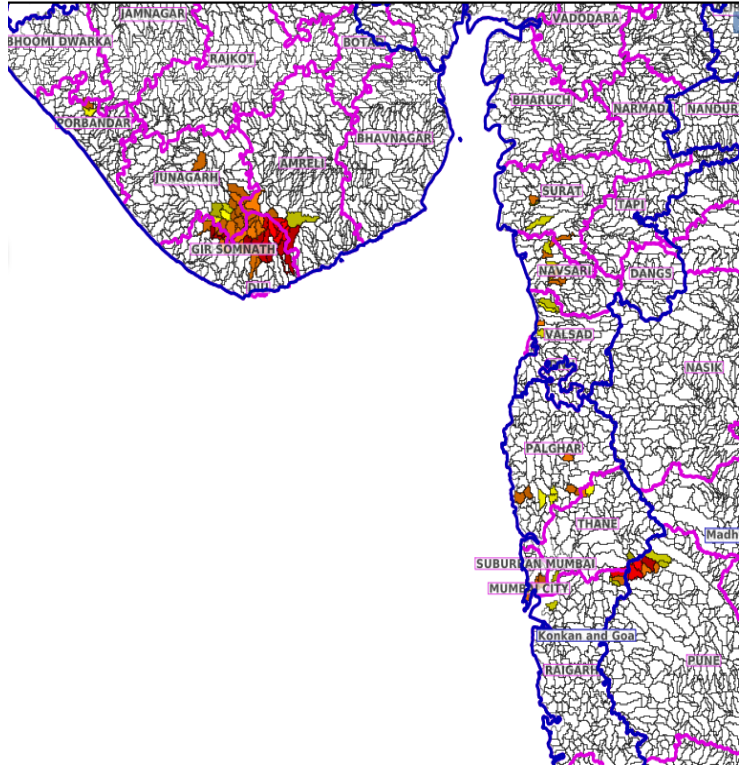 JAMNAGAR
VADODARA
BHOOMI DWARKA
BOTAD
RAJKOT
BHARUCH
NARMAD
NANDUR
PORBANDAR
BHAVNAGAR
AMRELI
JUNAGARH
SURAT
TAPI
GIR SOMNATH
NAVSARI
DANGS
DIU
VALSAD
NASIK
PALGHAR
THANE
Madh
SUBURBAN MUMBAI
MUMBAI CITY
Konkan and Goa
PUNE
RAIGARH